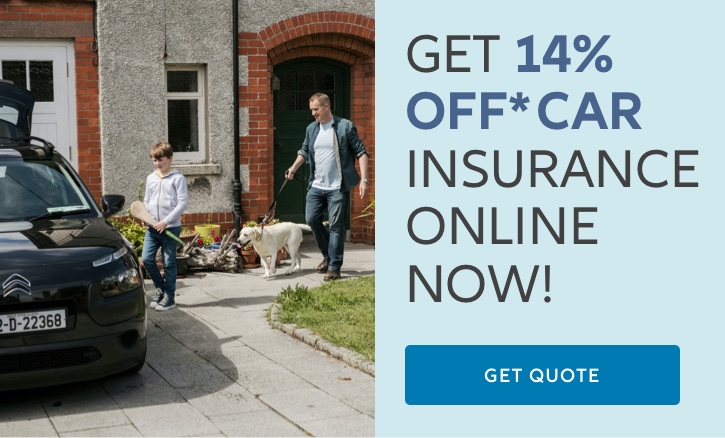 GET 14%
OFF* CAR
INSURANCE
ONLINE
NOW!
GET QUOTE
2-D-22368